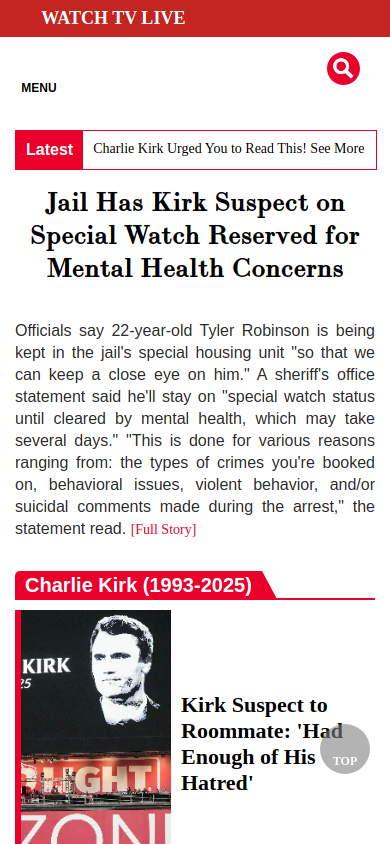 WATCH TV LIVE
MENU
Latest
Charlie Kirk Urged You to Read This! See More
Jail Has Kirk Suspect on
Special Watch Reserved for
Mental Health Concerns
Officials say 22-year-old Tyler Robinson is being
kept in the jail's special housing unit "so that we
can keep a close eye on him." A sheriff's office
statement said he'll stay on "special watch status
until cleared by mental health, which may take
several days." "This is done for various reasons
ranging from: the types of crimes you're booked
on, behavioral issues, violent behavior, and/or
suicidal comments made during the arrest," the
statement read. [Full Story]
Charlie Kirk (1993-2025)
KIRK
25
GHT
ZON
Kirk Suspect to
Roommate: 'Had
Enough of His
Hatred'
TOP